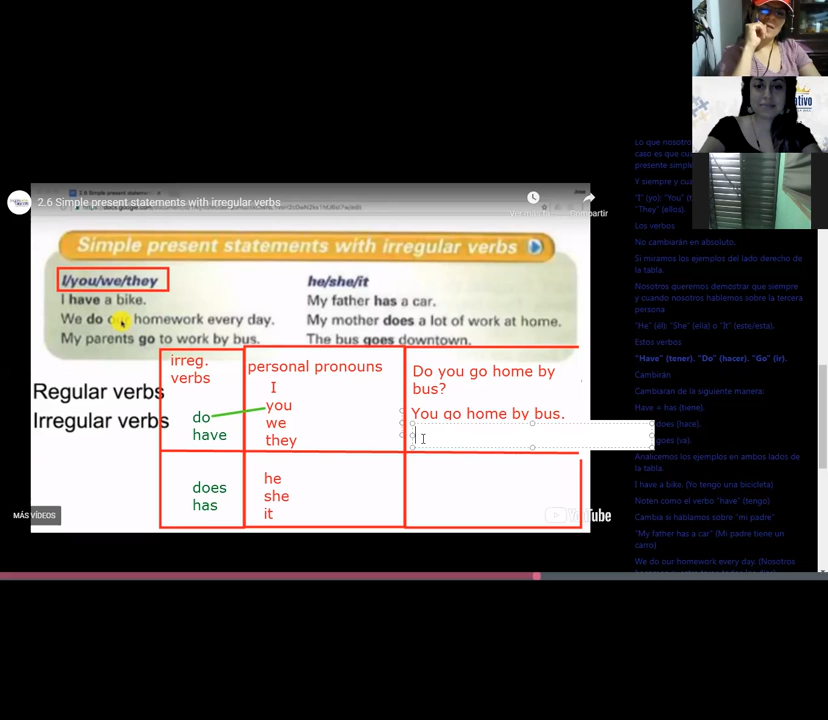 2.6 Simple present statements with irregular verbs
Compartir
Simple present statements with irregular verbs
I/you/we/they
he/she/it
I have a bike.
My father has a car.
We do our homework every day.
My mother does a lot of work at home.
My parents go to work by bus.
The bus goes downtown.
Regular verbs
Irregular verbs
irreg.
verbs
personal pronouns
do
have
I
you
we
they
Do you go home by
bus?
You go home by bus.
does
has
he
she
it
MÁS VÍDEOS
YouTube
Lo que nosotro
caso es que cu
presente simple
Y siempre y cua
"I" (yo): "You" (
"They" (ellos).
Los verbos.
No cambiarán en absoluto.
Si miramos los ejemplos del lado derecho de
la tabla.
Nosotros queremos demostrar que siempre
y cuando nosotros hablemos sobre la tercera
persona
"He" (él): "She" (ella) o "It" (este/esta).
Estos verbos
"Have" (tener). "Do" (hacer). "Go" (ir).
Cambirán
Cambiaran de la siguiente manera:
Have = has (tiene).
does (hace).
goes (va).
Analicemos los ejemplos en ambos lados de
la tabla.
I have a bike. (Yo tengo una bicicleta)
Noten como el verbo "have" (tengo)
Cambia si hablamos sobre "mi padre"
"My father has a car" (Mi padre tiene un
carro)
We do our homework every day. (Nosotros